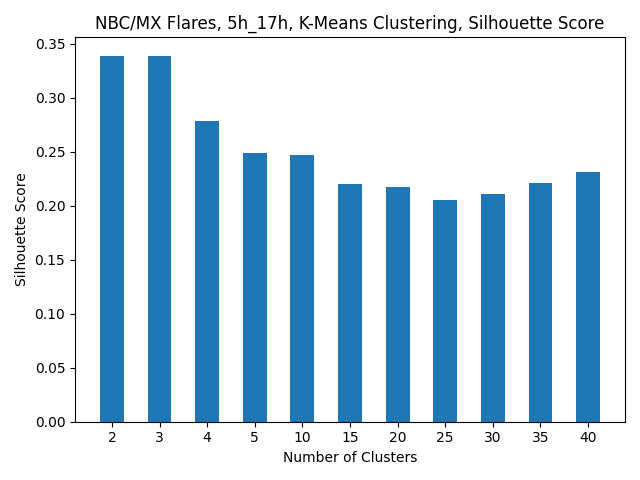 NBC/MX Flares, 5h_17h, K-Means Clustering, Silhouette Score
0.35
0.30
0.25
0.20
0.15
0.10
0.05
0.00
Silhouette Score
2 3 4 5 10 15 20 25 30 35 40
Number of Clusters